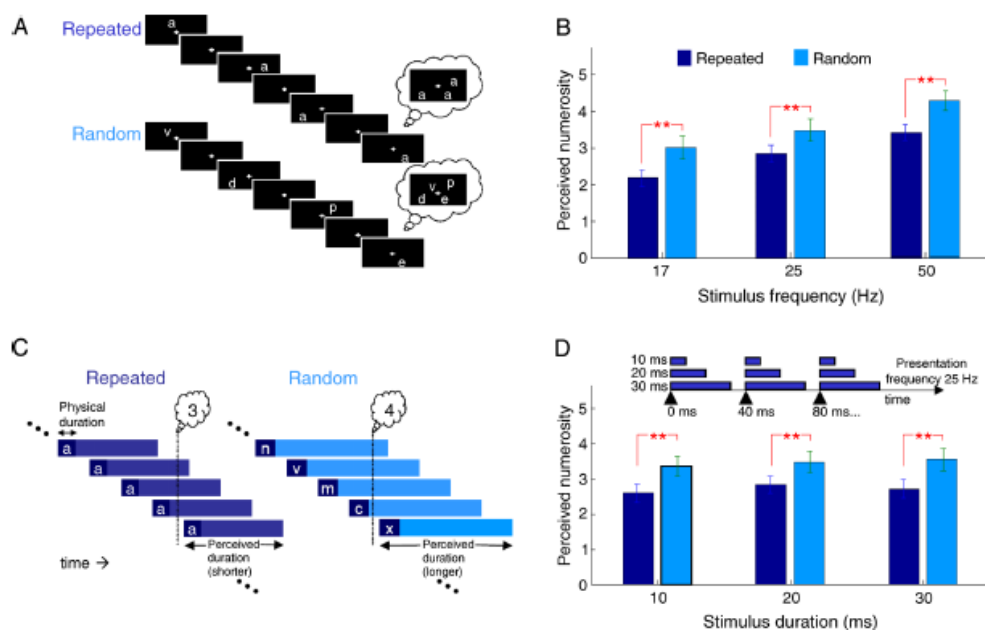 A
Repeated
a
a
a
a
a
a
a a
Random
v
d
p
e
v p
d e
B
Repeated Random
Perceived numerosity
6
5
4
3
2
1
0
**
**
**
17 25 50
Stimulus frequency (Hz)
C
Repeated
Random
Physical
duration
3
4
a
a
a
a
a
n
v
m
c
x
time →
Perceived
duration
(shorter)
Perceived
duration
(longer)
D
10 ms
20 ms
30 ms
Presentation
frequency 25 Hz
time
0 ms 40 ms 80 ms...
Perceived numerosity
6
5
4
3
2
1
0
**
**
**
10 20 30
Stimulus duration (ms)